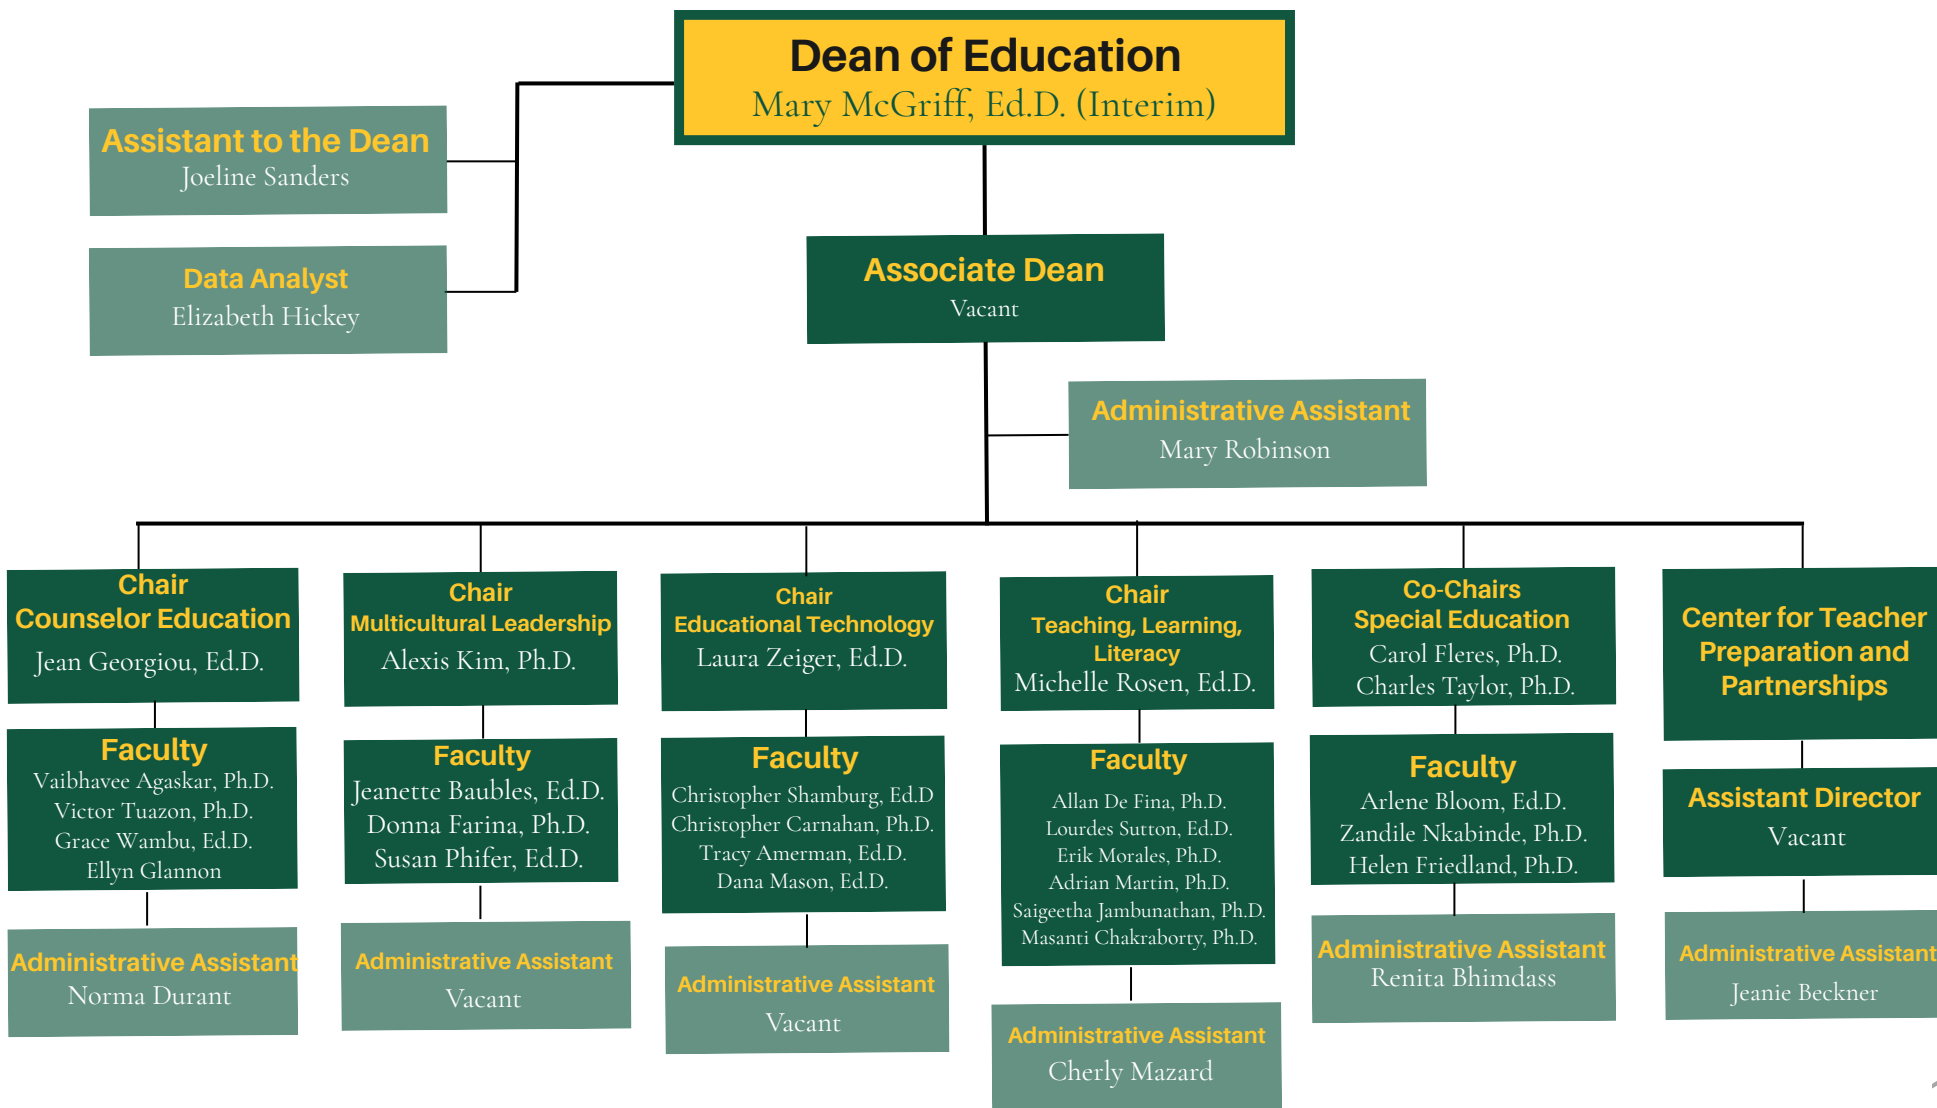 Dean of Education
Mary McGriff, Ed.D. (Interim)
Assistant to the Dean
Joeline Sanders
Data Analyst
Elizabeth Hickey
Associate Dean
Vacant
Administrative Assistant
Mary Robinson
Chair
Counselor Education
Jean Georgiou, Ed.D.
Faculty
Vaibhavee Agaskar, Ph.D.
Victor Tuazon, Ph.D.
Grace Wambu, Ed.D.
Ellyn Glannon
Administrative Assistant
Norma Durant
Chair
Multicultural Leadership
Alexis Kim, Ph.D.
Faculty
Jeanette Baubles, Ed.D.
Donna Farina, Ph.D.
Susan Phifer, Ed.D.
Administrative Assistant
Vacant
Chair
Educational Technology
Laura Zeiger, Ed.D.
Faculty
Christopher Shamburg, Ed.D
Christopher Carnahan, Ph.D.
Tracy Amerman, Ed.D.
Dana Mason, Ed.D.
Administrative Assistant
Vacant
Chair
Teaching, Learning,
Literacy
Michelle Rosen, Ed.D.
Faculty
Allan De Fina, Ph.D.
Lourdes Sutton, Ed.D.
Erik Morales, Ph.D.
Adrian Martin, Ph.D.
Saigeetha Jambunathan, Ph.D.
Masanti Chakraborty, Ph.D.
Administrative Assistant
Cherly Mazard
Co-Chairs
Special Education
Carol Fleres, Ph.D.
Charles Taylor, Ph.D.
Faculty
Arlene Bloom, Ed.D.
Zandile Nkabinde, Ph.D.
Helen Friedland, Ph.D.
Administrative Assistant
Renita Bhimdass
Center for Teacher
Preparation and
Partnerships
Assistant Director
Vacant
Administrative Assistant
Jeanie Beckner